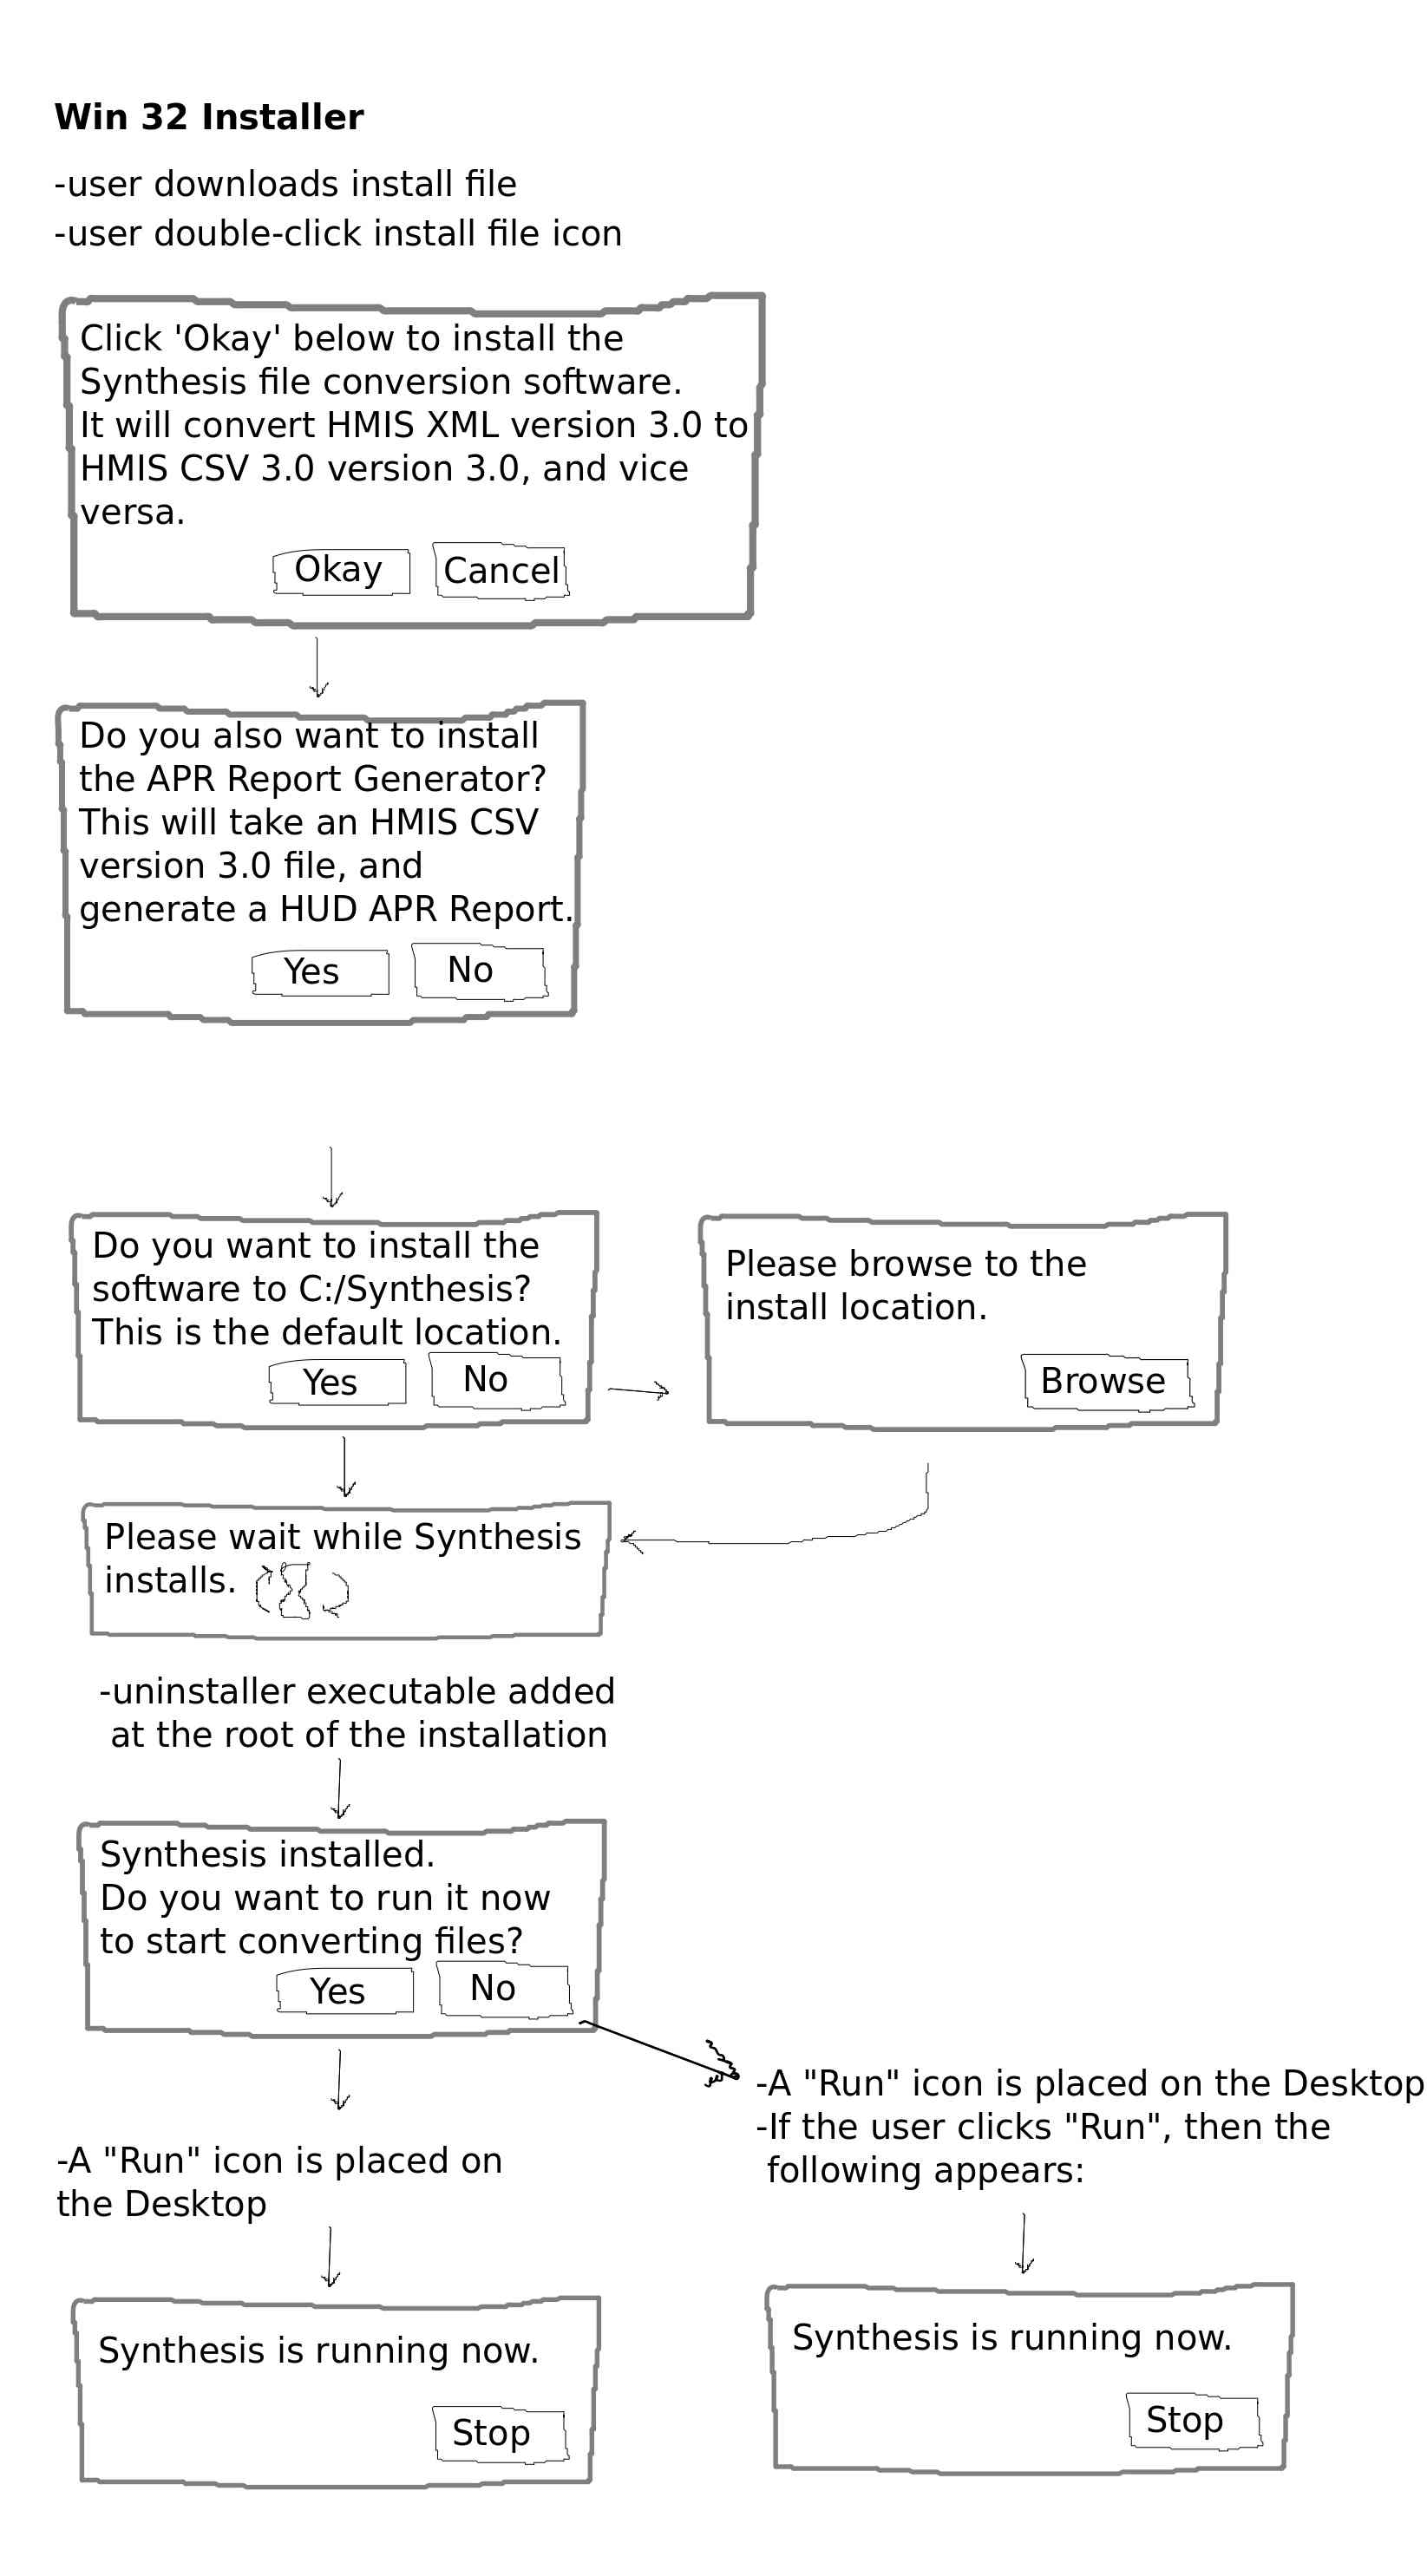 Win 32 Installer
-user downloads install file
-user double-click install file icon
Click 'Okay' below to install the
Synthesis file conversion software.
It will convert HMIS XML version 3.0 to
HMIS CSV 3.0 version 3.0, and vice
versa.
Okay
Cancel
Do you also want to install
the APR Report Generator?
This will take an HMIS CSV
version 3.0 file, and
generate a HUD APR Report.
Yes
No
Do you want to install the
software to C:/Synthesis?
This is the default location.
Yes
No
Please browse to the
install location.
Browse
Please wait while Synthesis
installs.
-uninstaller executable added
at the root of the installation
Synthesis installed.
Do you want to run it now
to start converting files?
Yes
No
-A "Run" icon is placed on the Desktop
-If the user clicks "Run", then the
following appears:
-A "Run" icon is placed on
the Desktop
Synthesis is running now.
Stop
Synthesis is running now.
Stop